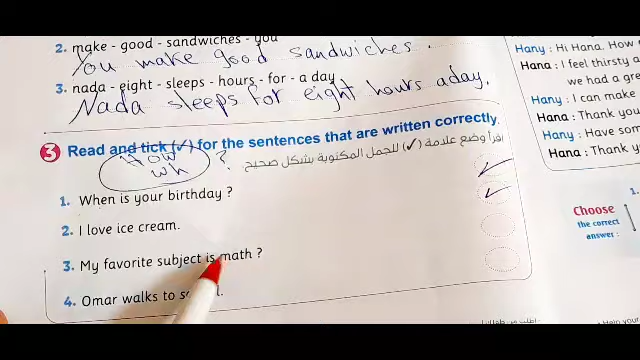 2. make - good - sandwiches - you
You make good sandwiches.
3. nada - eight - sleeps - hours - for - a day
Nada sleeps for eight hours aday.
3 Read and tick (✓) for the sentences that are written correctly.
اقرأ وضع علامة (✓) للجمل المكتوبة بشكل صحيح
How
wh ?
1. When is your birthday ?
2. I love ice cream.
3. My favorite subject is math ?
4. Omar walks to
Hany : Hi Hana. How
Hana : I feel thirsty a
we had a gre
Hany : I can make
Hana : Thank you
Hany : Have som
Hana : Thank y
1.
Choose
the correct
answer :